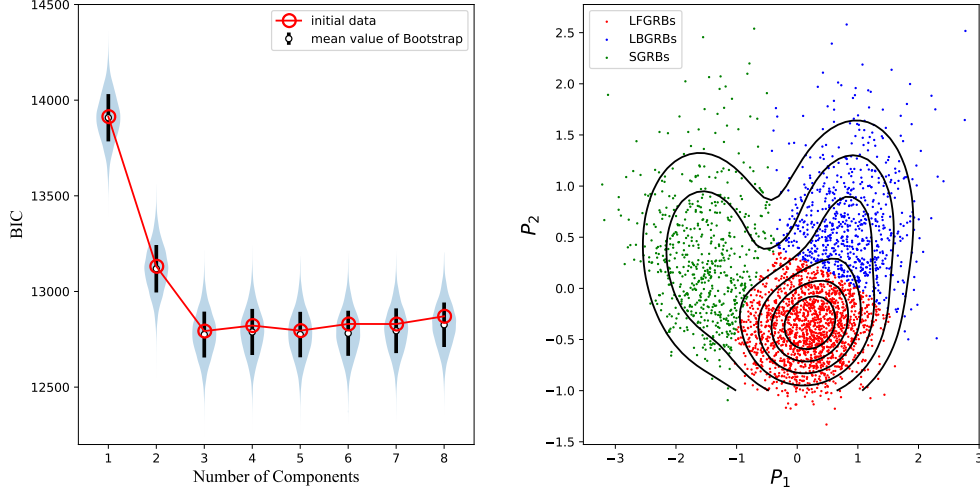 14500
14000
13500
13000
12500
BIC
initial data
mean value of Bootstrap
1 2 3 4 5 6 7 8
Number of Components
2.5
2.0
1.5
1.0
0.5
0.0
−0.5
−1.0
−1.5
P2
LFGRBs
LBGRBs
SGRBs
−3 −2 −1 0 1 2 3
P1